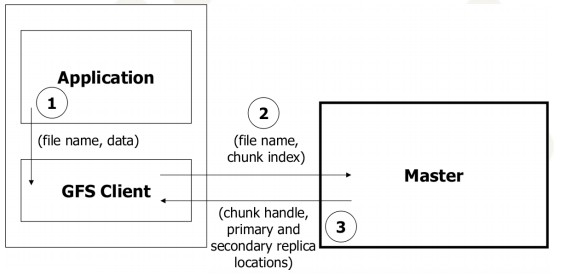 Application
1
(file name, data)
GFS Client
2
(file name,
chunk index)
Master
(chunk handle,
primary and
secondary replica
locations)
3